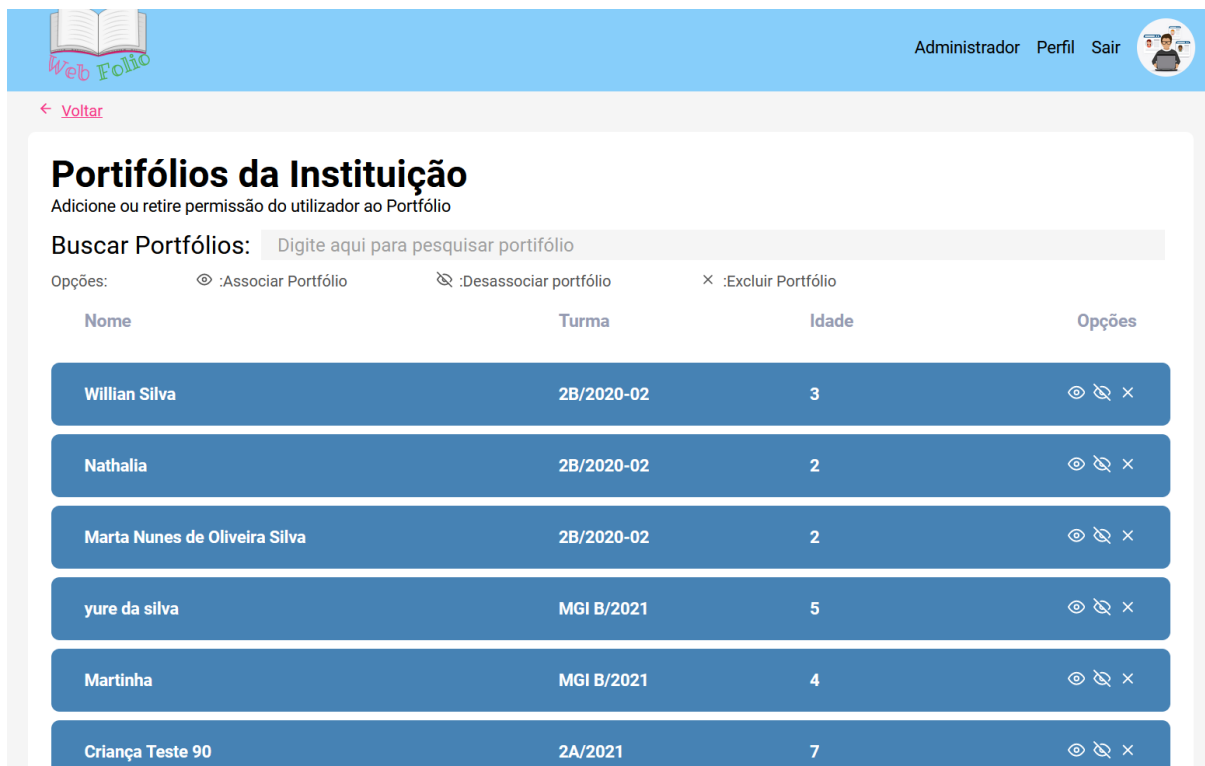 Web Folio
Administrador Perfil Sair
← Voltar
Portifólios da Instituição
Adicione ou retire permissão do utilizador ao Portfólio
Buscar Portfólios: Digite aqui para pesquisar portifólio
Opções: :Associar Portfólio :Desassociar portfólio :Excluir Portfólio
Nome Turma Idade Opções
Willian Silva 2B/2020-02 3
Nathalia 2B/2020-02 2
Marta Nunes de Oliveira Silva 2B/2020-02 2
yure da silva MGI B/2021 5
Martinha MGI B/2021 4
Criança Teste 90 2A/2021 7